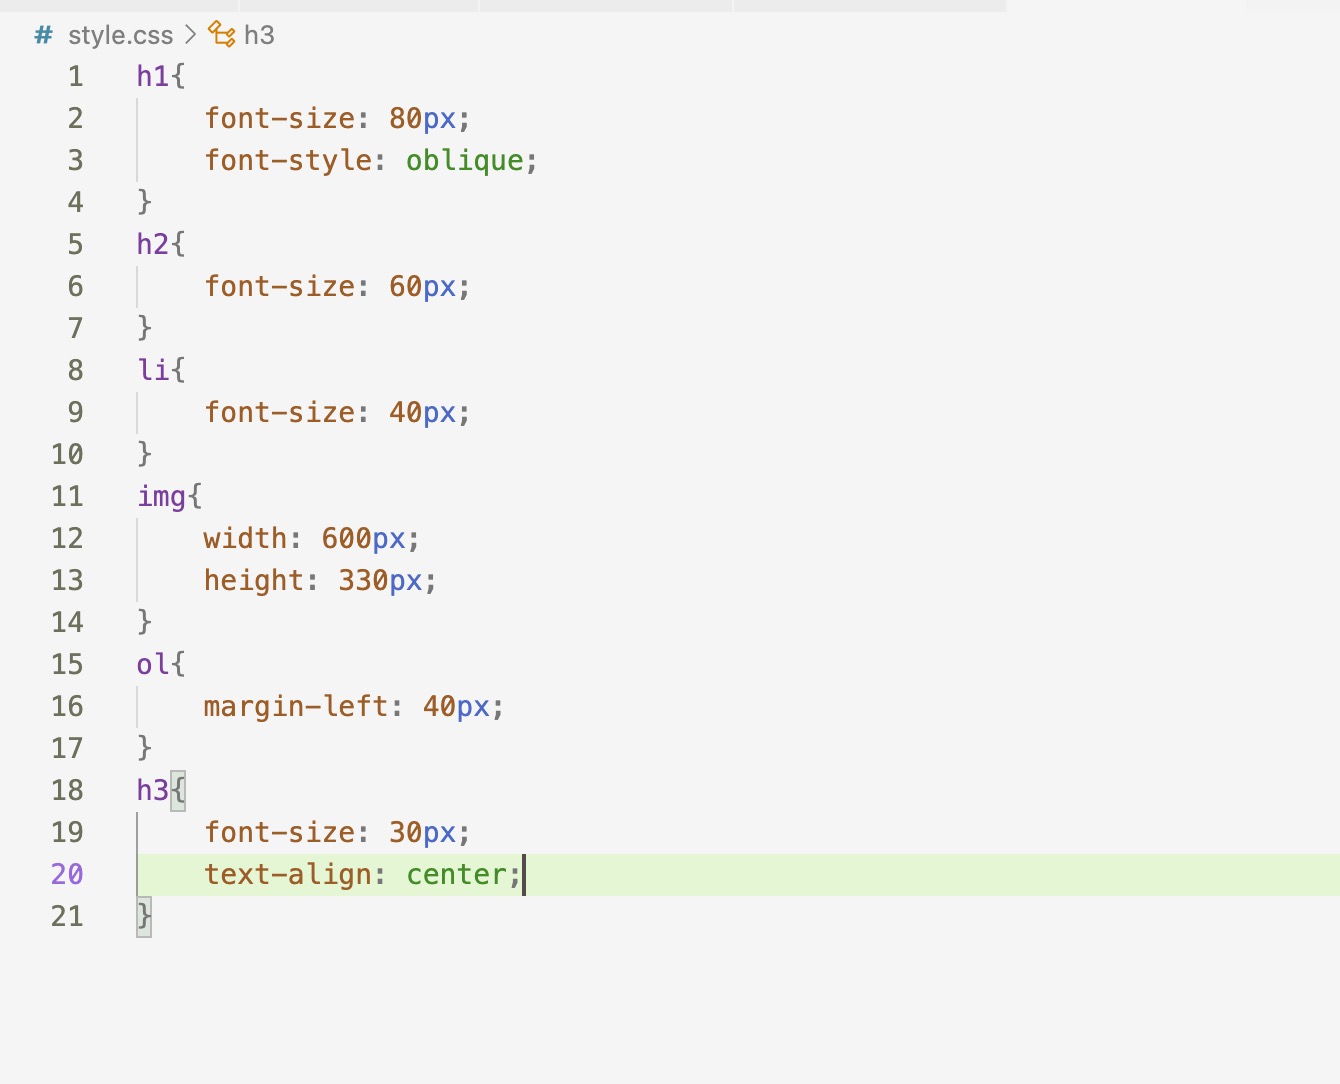 # style.css > h3
1 h1{
2     font-size: 80px;
3     font-style: oblique;
4 }
5 h2{
6     font-size: 60px;
7 }
8 li{
9     font-size: 40px;
10 }
11 img{
12     width: 600px;
13     height: 330px;
14 }
15 ol{
16     margin-left: 40px;
17 }
18 h3{
19     font-size: 30px;
20     text-align: center;
21 }